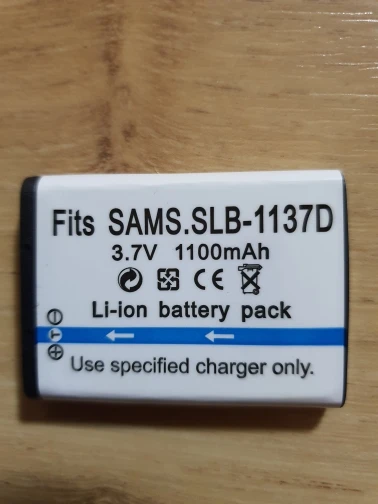 Fits SAMS.SLB-1137D
3.7V 1100mAh
CE
Li-ion battery pack
T
Use specified charger only.